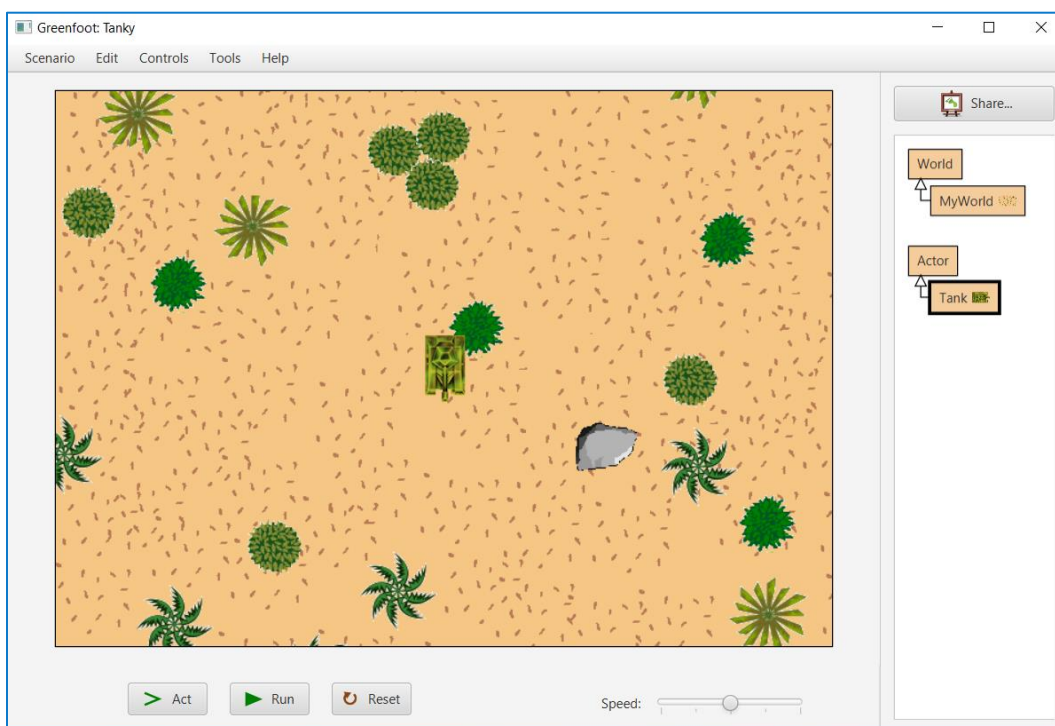 Greenfoot: Tanky
Scenario Edit Controls Tools Help
Share...
World
MyWorld
Actor
Tank
Act Run Reset Speed: